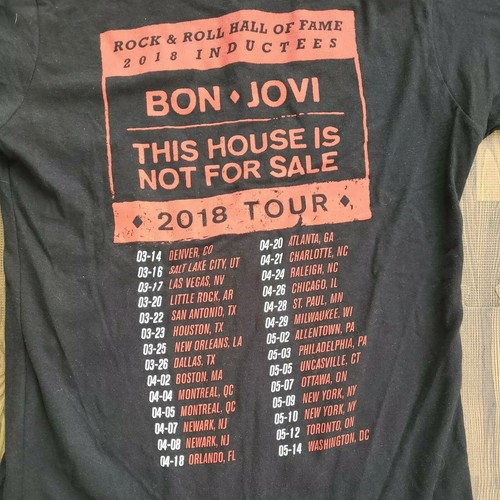 ROCK & ROLL HALL OF FAME
2018 INDUCTEES
BON ♦ JOVI
THIS HOUSE IS
NOT FOR SALE
♦ 2018 TOUR ♦
03-14 DENVER, CO
03-16 SALT LAKE CITY, UT
03-17 LAS VEGAS, NV
03-20 LITTLE ROCK, AR
03-22 SAN ANTONIO, TX
03-23 HOUSTON, TX
03-25 NEW ORLEANS, LA
03-26 DALLAS, TX
04-02 BOSTON, MA
04-04 MONTREAL, QC
04-05 MONTREAL, QC
04-07 NEWARK, NJ
04-08 NEWARK, NJ
04-18 ORLANDO, FL
04-20 ATLANTA, GA
04-21 CHARLOTTE, NC
04-24 RALEIGH, NC
04-26 CHICAGO, IL
04-28 ST. PAUL, MN
04-29 MILWAUKEE, WI
05-02 ALLENTOWN, PA
05-03 PHILADELPHIA, PA
05-05 UNCASVILLE, CT
05-07 OTTAWA, ON
05-09 NEW YORK, NY
05-10 NEW YORK, NY
05-12 TORONTO, ON
05-14 WASHINGTON, DC